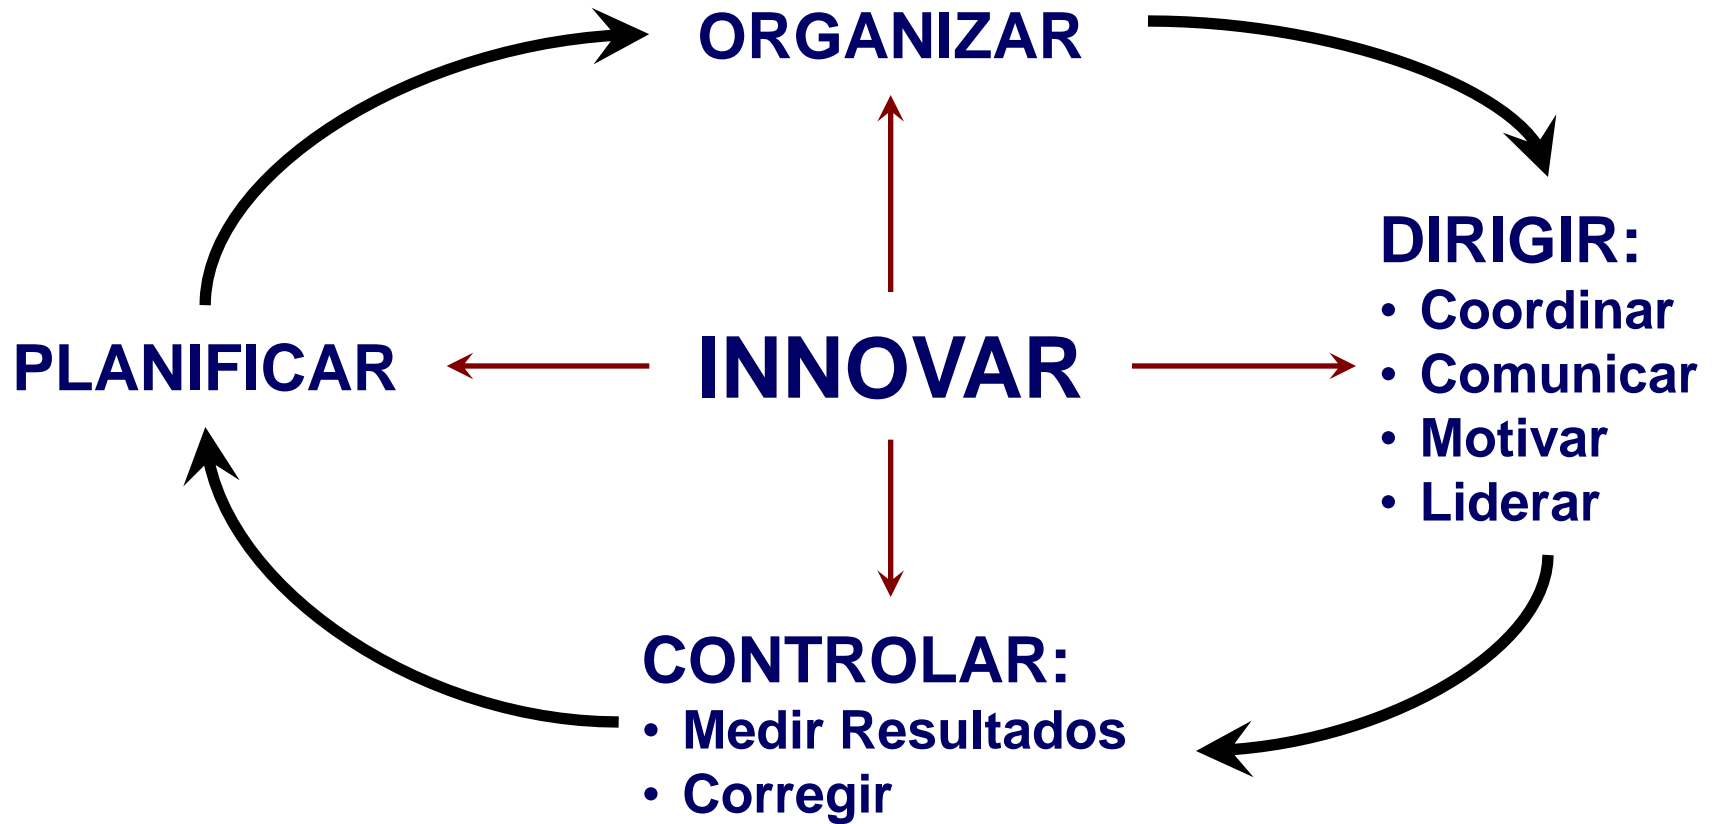 ORGANIZAR
DIRIGIR:
• Coordinar
• Comunicar
• Motivar
• Liderar
PLANIFICAR
INNOVAR
CONTROLAR:
• Medir Resultados
• Corregir